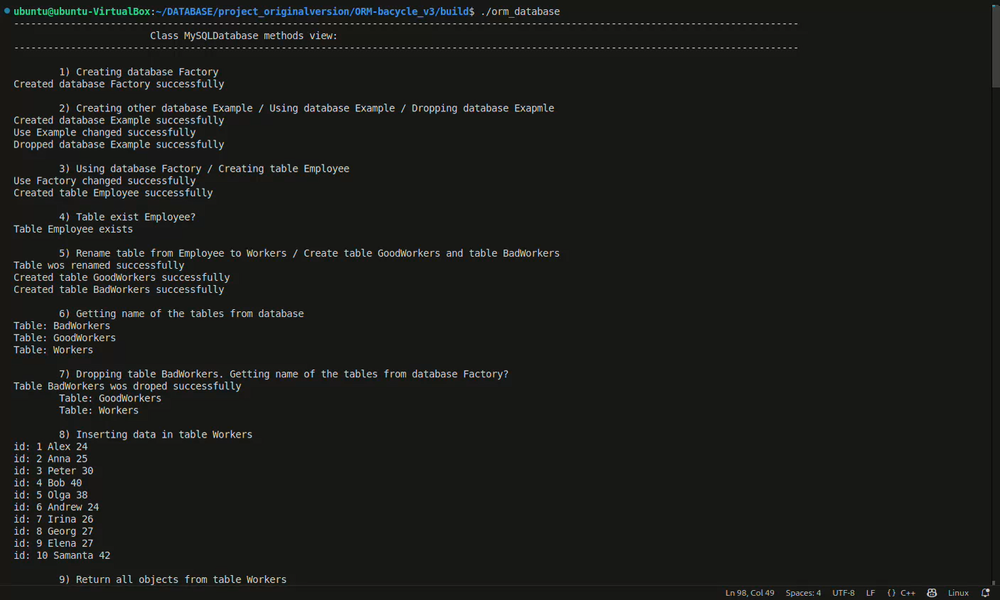 ubuntu@ubuntu-VirtualBox:~/DATABASE/project_originalversion/ORM-bacycle_v3/build$ ./orm_database
------------------------------------------------------------------------------------------------------------------------------------------
Class MySQLDatabase methods view:
------------------------------------------------------------------------------------------------------------------------------------------
1) Creating database Factory
Created database Factory successfully
2) Creating other database Example / Using database Example / Dropping database Exapmle
Created database Example successfully
Use Example changed successfully
Dropped database Example successfully
3) Using database Factory / Creating table Employee
Use Factory changed successfully
Created table Employee successfully
4) Table exist Employee?
Table Employee exists
5) Rename table from Employee to Workers / Create table GoodWorkers and table BadWorkers
Table wos renamed successfully
Created table GoodWorkers successfully
Created table BadWorkers successfully
6) Getting name of the tables from database
Table: BadWorkers
Table: GoodWorkers
Table: Workers
7) Dropping table BadWorkers. Getting name of the tables from database Factory?
Table BadWorkers wos droped successfully
Table: GoodWorkers
Table: Workers
8) Inserting data in table Workers
id: 1 Alex 24
id: 2 Anna 25
id: 3 Peter 30
id: 4 Bob 40
id: 5 Olga 38
id: 6 Andrew 24
id: 7 Irina 26
id: 8 Georg 27
id: 9 Elena 27
id: 10 Samanta 42
9) Return all objects from table Workers
Ln 98, Col 49 Spaces: 4 UTF-8 LF {} C++ Linux